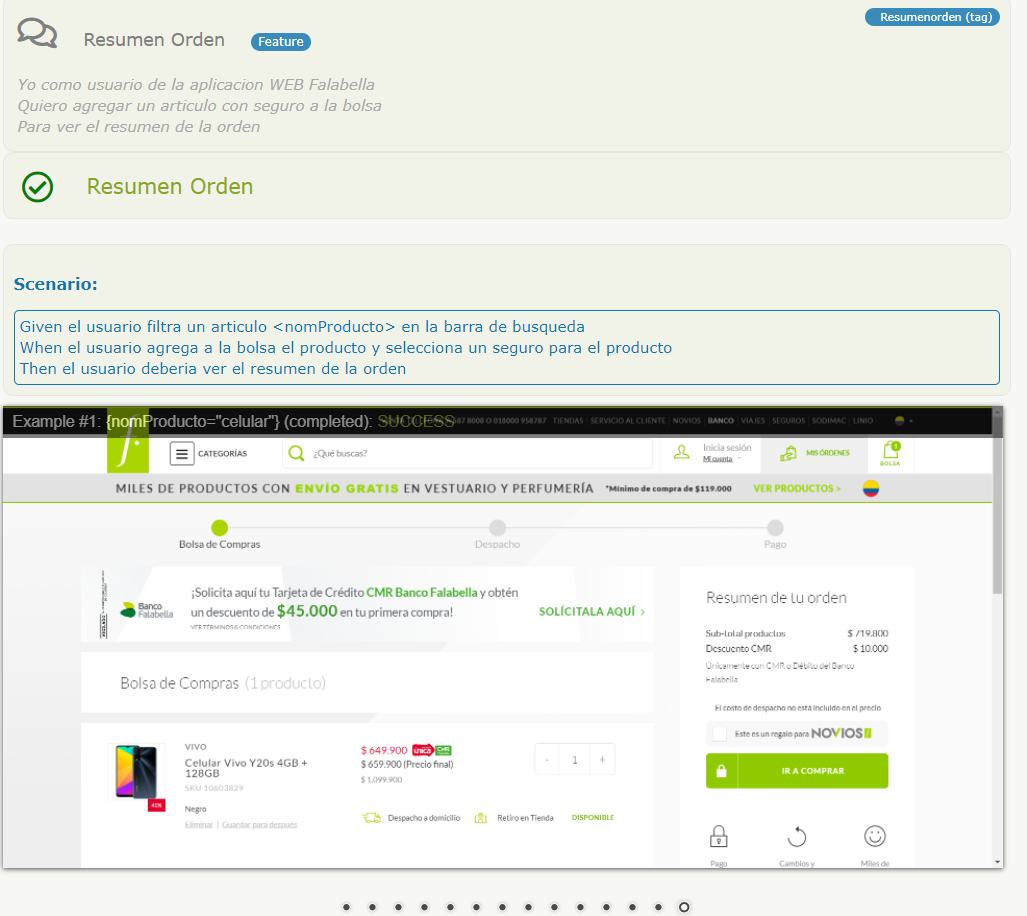 Resumenorden (tag)
Resumen Orden Feature
Yo como usuario de la aplicacion WEB Falabella
Quiero agregar un articulo con seguro a la bolsa
Para ver el resumen de la orden
Resumen Orden
Scenario:
Given el usuario filtra un articulo <nomProducto> en la barra de busqueda
When el usuario agrega a la bolsa el producto y selecciona un seguro para el producto
Then el usuario deberia ver el resumen de la orden
Example #1: {nomProducto="celular"} (completed): SUCCESS 587 8008 O 018000 958787 TIENDAS SERVICIO AL CLIENTE NOVIOS BANCO VIAJES SEGUROS SODIMAC LINIO
f.
CATEGORÍAS
¿Qué buscas?
Inicia sesión
Mi cuenta
MIS ÓRDENES
1
BOLSA
MILES DE PRODUCTOS CON ENVÍO GRATIS EN VESTUARIO Y PERFUMERÍA *Mínimo de compra de $119.000 VER PRODUCTOS >
Bolsa de Compras
Despacho
Pago
Banco
Falabella
¡Solicita aquí tu Tarjeta de Crédito CMR Banco Falabella y obtén
un descuento de $45.000 en tu primera compra!
VER TÉRMINOS & CONDICIONES
SOLICÍTALA AQUÍ >
Bolsa de Compras (1 producto)
VIVO
Celular Vivo Y20s 4GB +
128GB
SKU 10603829
Negro
Eliminar | Guardar para después
41%
$ 649.900 única CMR
$ 659.900 (Precio final)
$ 1.099.900
- 1 +
Despacho a domicilio
Retiro en Tienda
DISPONIBLE
Resumen de tu orden
Sub-total productos $ 719.800
Descuento CMR $ 10.000
Únicamente con CMR o Débito del Banco
Falabella
El costo de despacho no está incluido en el precio
Este es un regalo para NOVIOS
IR A COMPRAR
Pago
Cambios y
Miles de